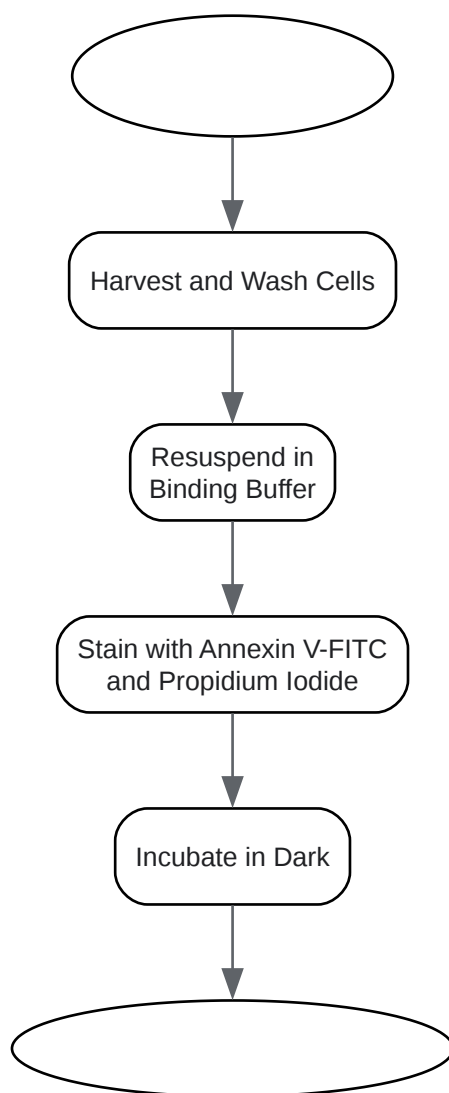 Harvest and Wash Cells
Resuspend in
Binding Buffer
Stain with Annexin V-FITC
and Propidium Iodide
Incubate in Dark